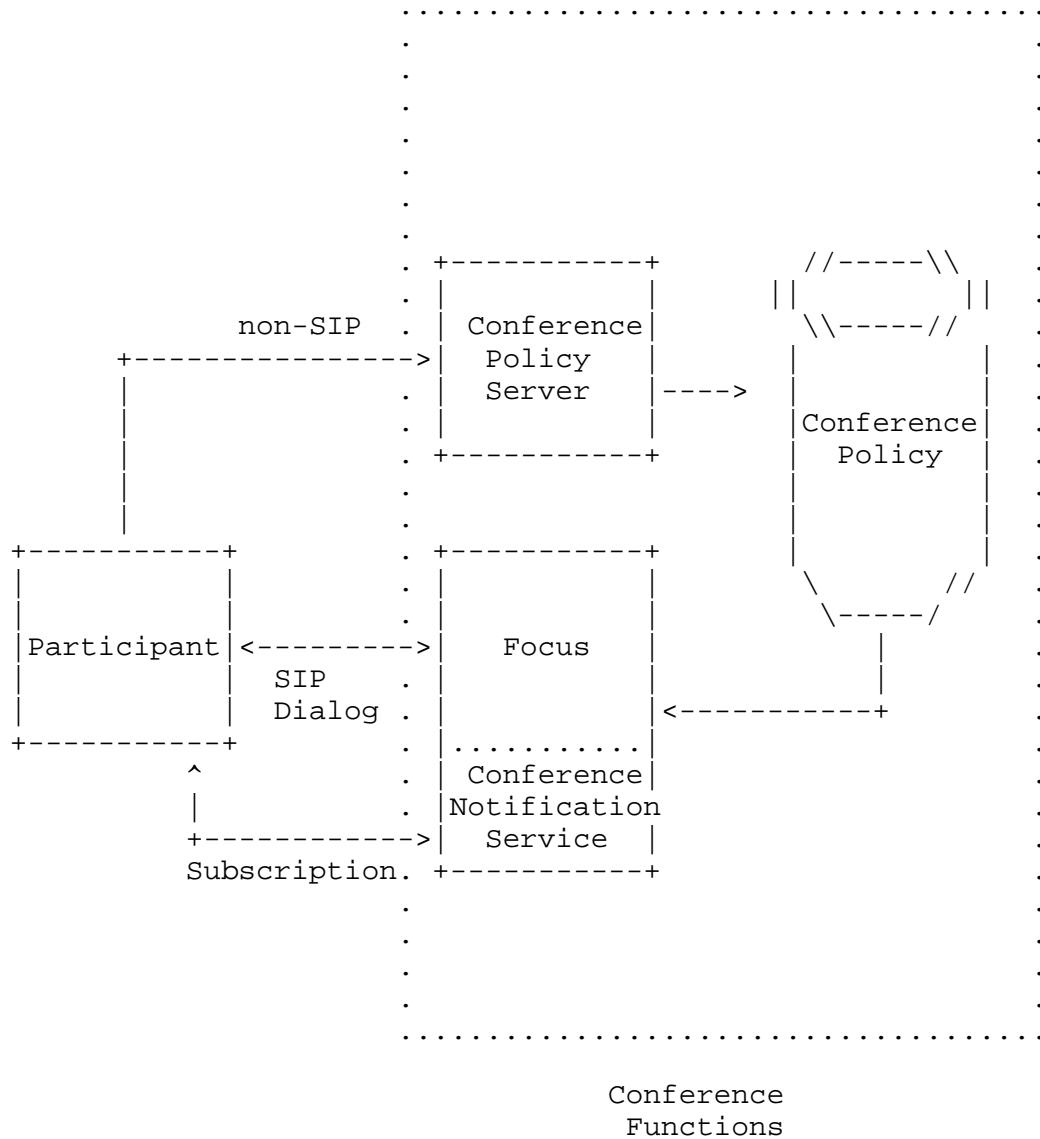 non-SIP
Conference
Policy
Server
Conference
Policy
Participant
Focus
SIP
Dialog
Conference
Notification
Service
Subscription
Conference
Functions